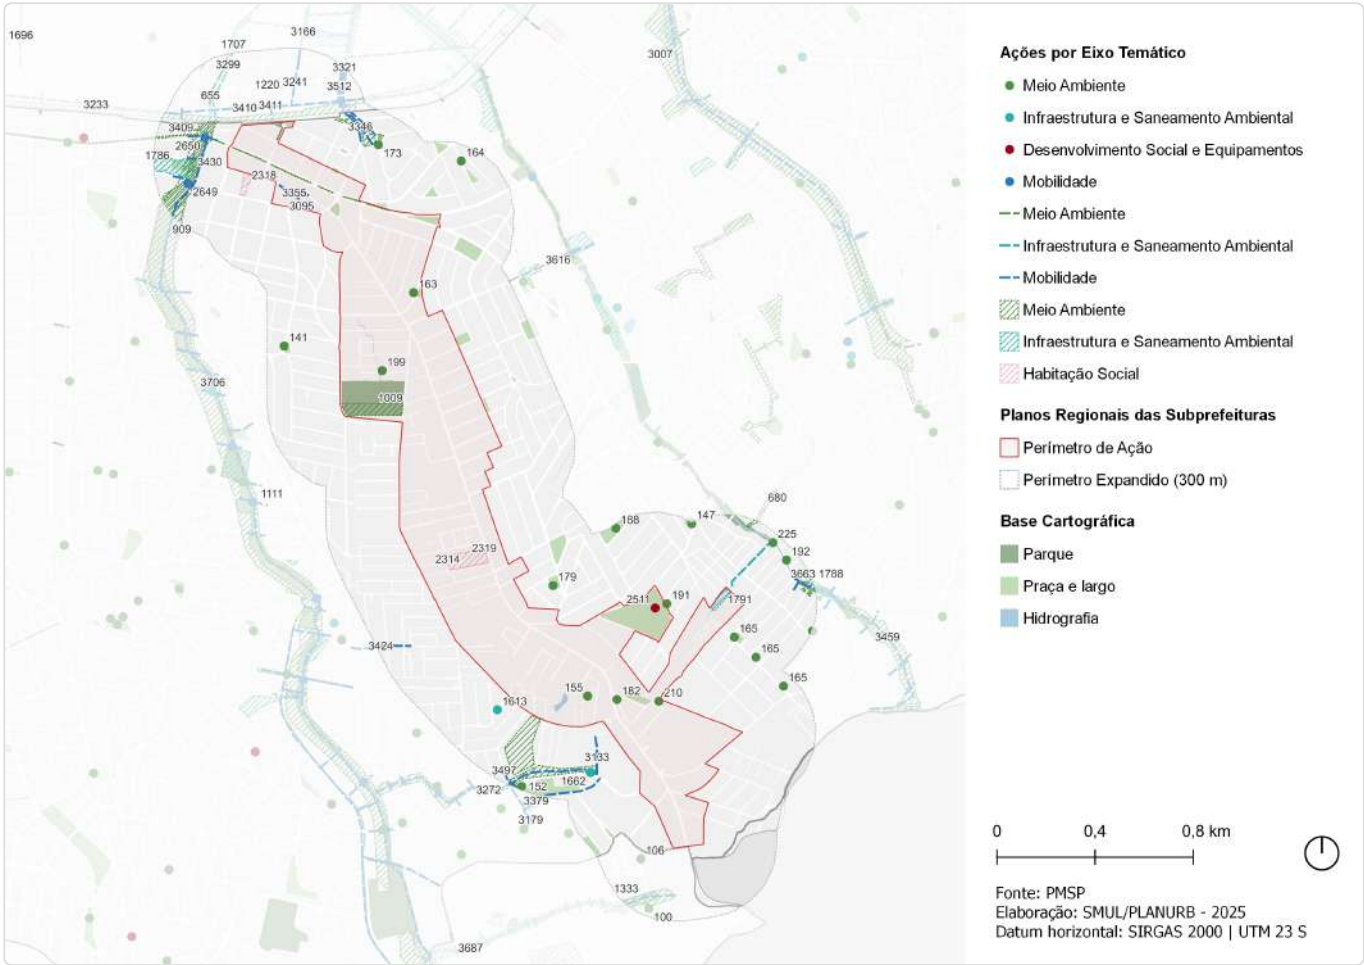 1696
3166
1707
3299
3321
1220
3241
3512
3007
655
3233
3410
3411
3409
3346
2650
1786
3430
173
164
2318
2649
3355
3095
909
3616
163
141
199
3706
1009
1111
680
188
147
225
2319
2314
192
179
3663
1788
2511
191
1791
165
3424
3459
165
165
155
182
210
1613
3133
3497
1662
3272
152
3379
3179
106
1333
100
3687
Ações por Eixo Temático
Meio Ambiente
Infraestrutura e Saneamento Ambiental
Desenvolvimento Social e Equipamentos
Mobilidade
Meio Ambiente
Infraestrutura e Saneamento Ambiental
Mobilidade
Meio Ambiente
Infraestrutura e Saneamento Ambiental
Habitação Social
Planos Regionais das Subprefeituras
Perímetro de Ação
Perímetro Expandido (300 m)
Base Cartográfica
Parque
Praça e largo
Hidrografia
0 0,4 0,8 km
Fonte: PMSP
Elaboração: SMUL/PLANURB - 2025
Datum horizontal: SIRGAS 2000 | UTM 23 S